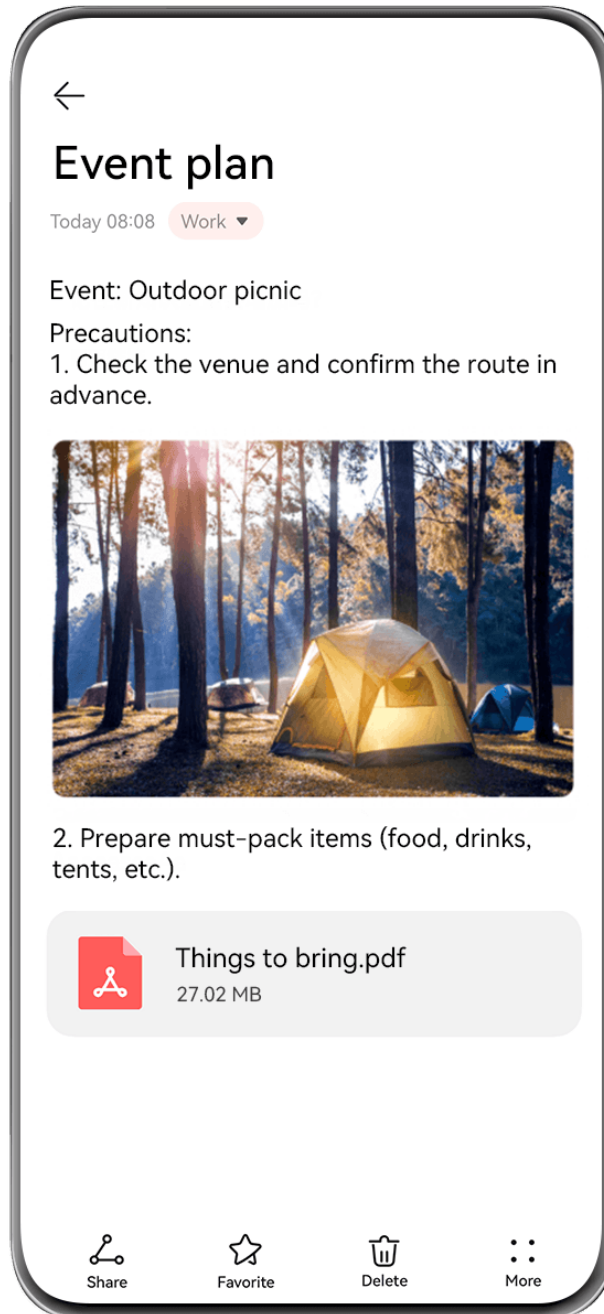 Event plan
Today 08:08 Work
Event: Outdoor picnic
Precautions:
1. Check the venue and confirm the route in
advance.
2. Prepare must-pack items (food, drinks,
tents, etc.).
Things to bring.pdf
27.02 MB
Share Favorite Delete More